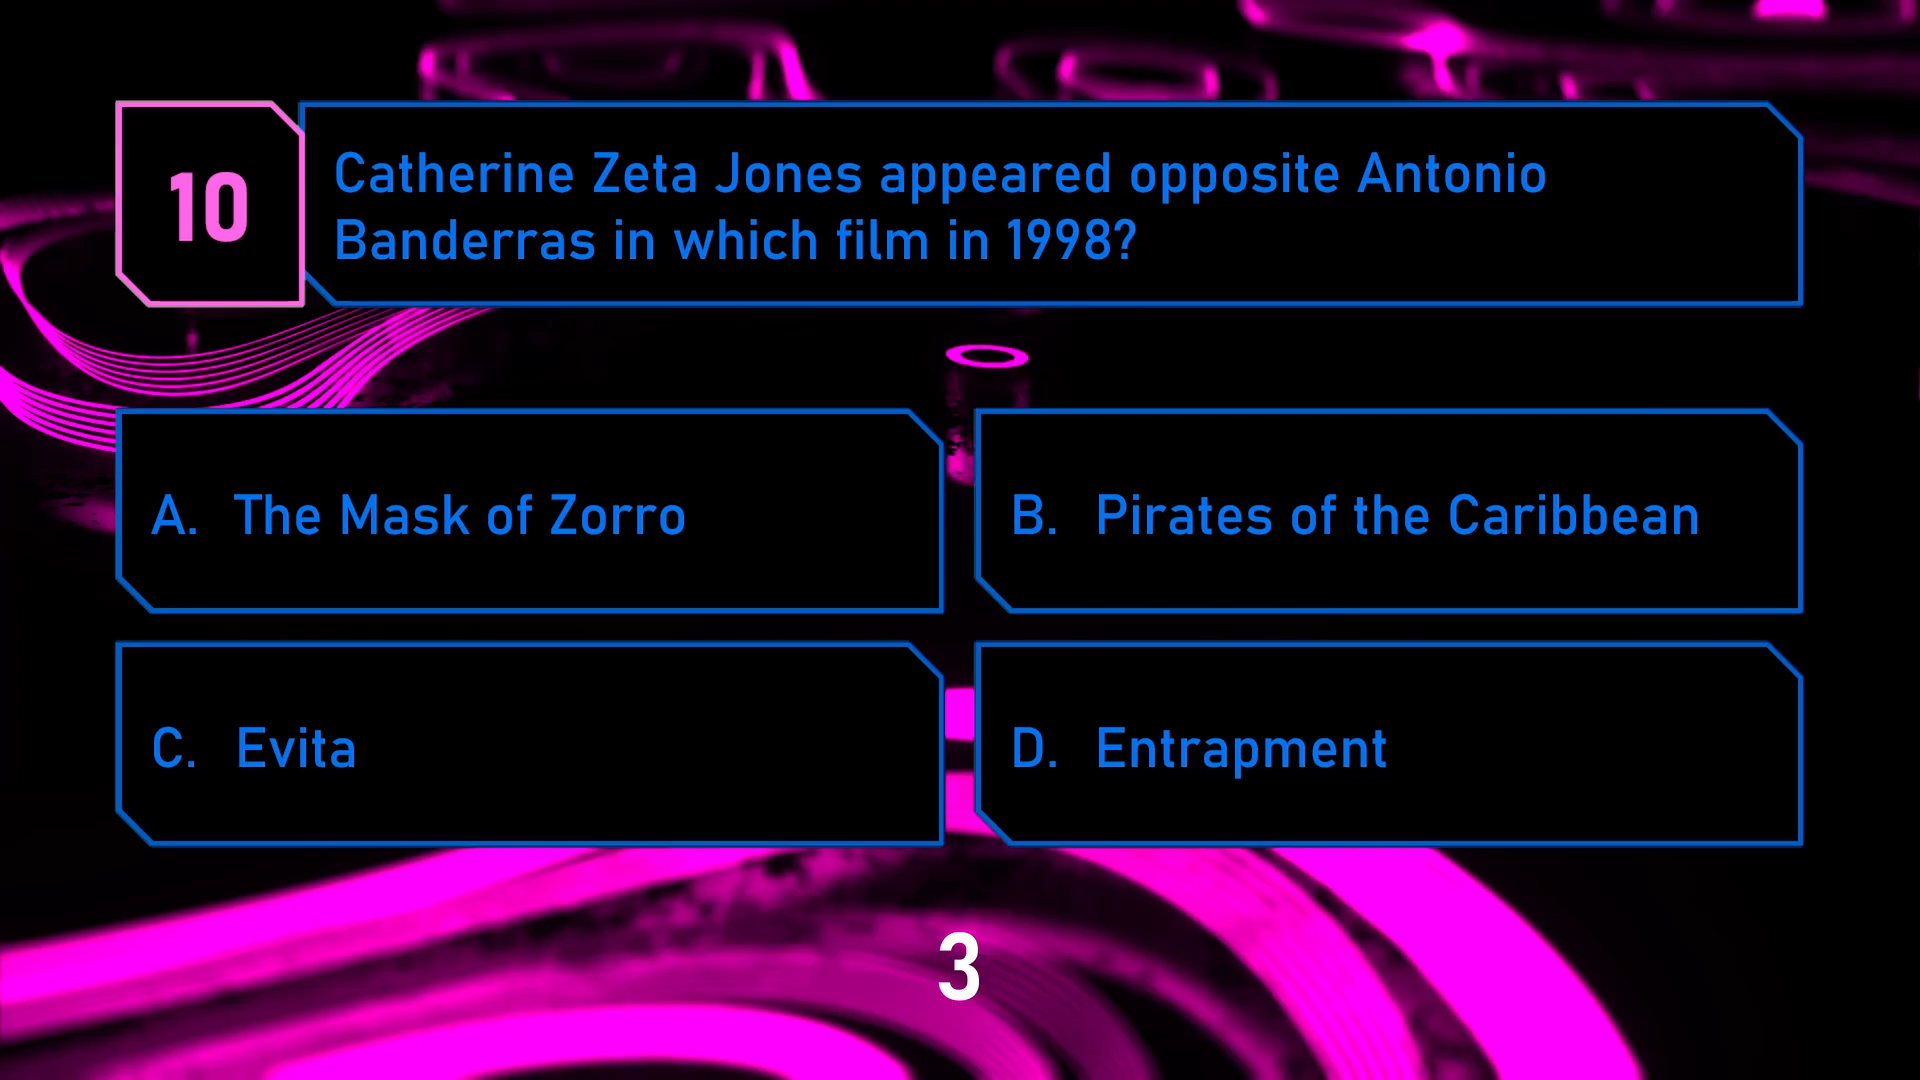 10
Catherine Zeta Jones appeared opposite Antonio
Banderras in which film in 1998?
A. The Mask of Zorro
B. Pirates of the Caribbean
C. Evita
D. Entrapment
3